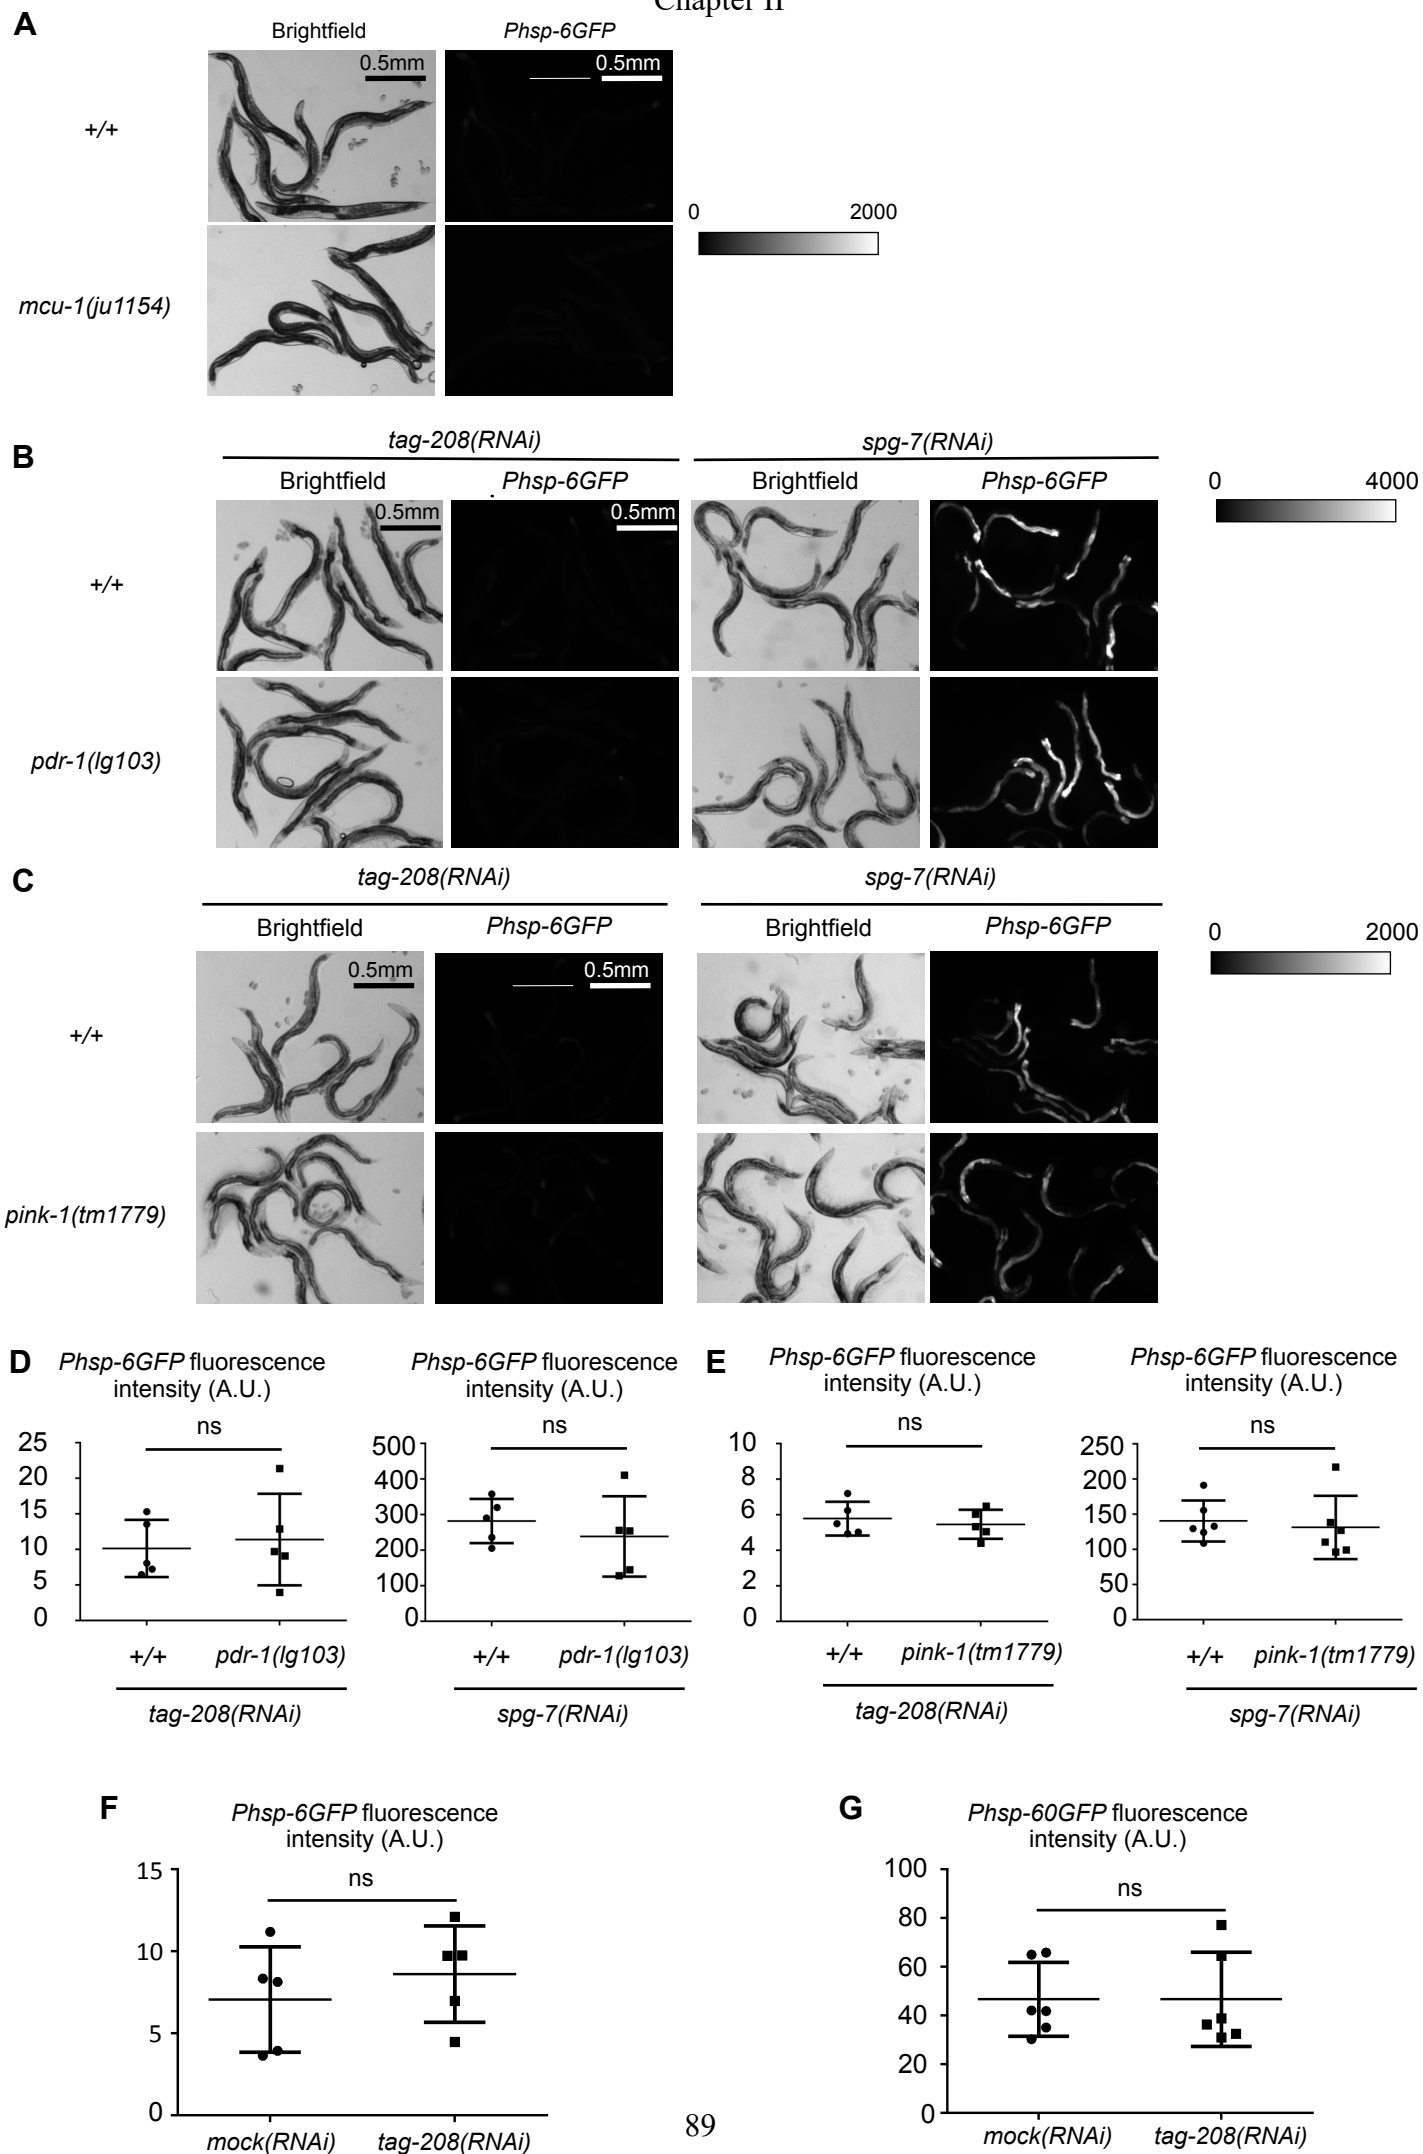 Chapter II
A
Brightfield Phsp-6GFP
0.5mm 0.5mm
+/+
0 2000
mcu-1(ju1154)
B
tag-208(RNAi) spg-7(RNAi)
Brightfield Phsp-6GFP Brightfield Phsp-6GFP
0 4000
0.5mm 0.5mm
+/+
pdr-1(lg103)
C
tag-208(RNAi) spg-7(RNAi)
Brightfield Phsp-6GFP Brightfield Phsp-6GFP
0 2000
0.5mm 0.5mm
+/+
pink-1(tm1779)
D
Phsp-6GFP fluorescence
intensity (A.U.)
ns
25
20
15
10
5
0
+/+ pdr-1(lg103)
tag-208(RNAi)
Phsp-6GFP fluorescence
intensity (A.U.)
ns
500
400
300
200
100
0
+/+ pdr-1(lg103)
spg-7(RNAi)
E
Phsp-6GFP fluorescence
intensity (A.U.)
ns
10
8
6
4
2
0
+/+ pink-1(tm1779)
tag-208(RNAi)
Phsp-6GFP fluorescence
intensity (A.U.)
ns
250
200
150
100
50
0
+/+ pink-1(tm1779)
spg-7(RNAi)
F
Phsp-6GFP fluorescence
intensity (A.U.)
ns
15
10
5
0
mock(RNAi) tag-208(RNAi)
G
Phsp-60GFP fluorescence
intensity (A.U.)
ns
100
80
60
40
20
0
mock(RNAi) tag-208(RNAi)
89